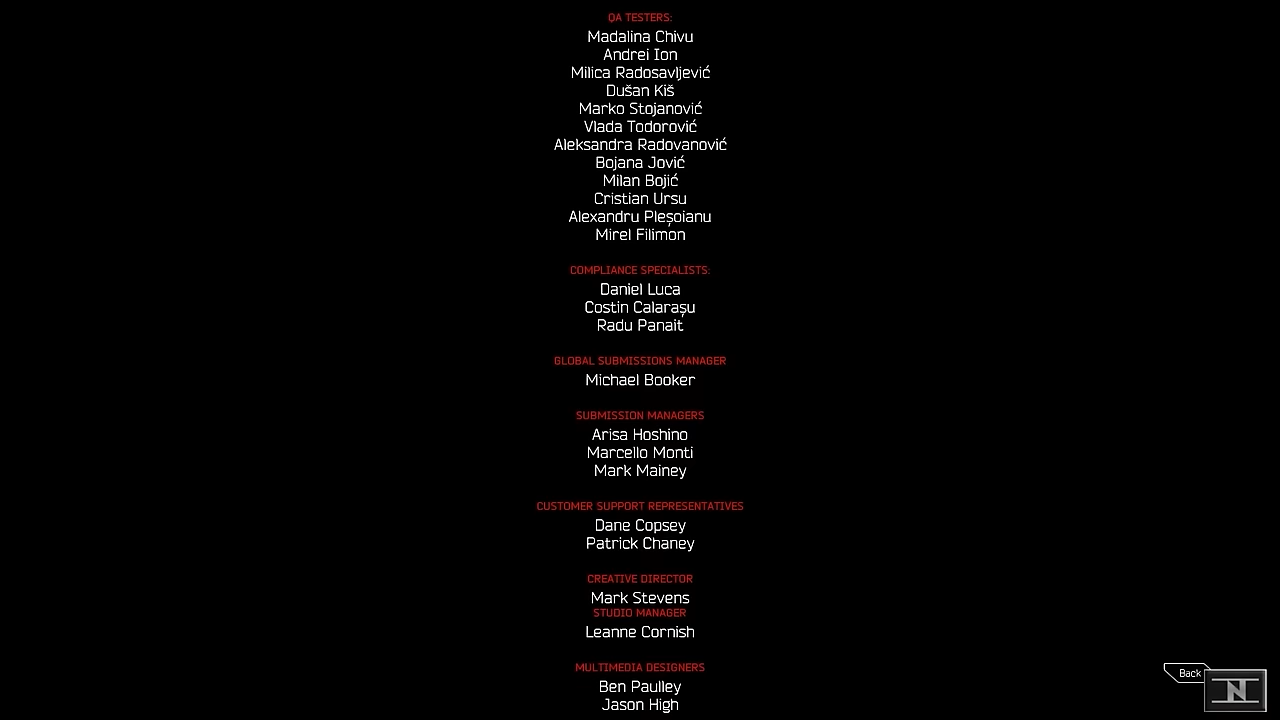 QA TESTERS:
Madalina Chivu
Andrei Ion
Milica Radosavljević
Dušan Kiš
Marko Stojanović
Vlada Todorović
Aleksandra Radovanović
Bojana Jović
Milan Bojić
Cristian Ursu
Alexandru Pleșoianu
Mirel Filimon
COMPLIANCE SPECIALISTS:
Daniel Luca
Costin Calarașu
Radu Panait
GLOBAL SUBMISSIONS MANAGER
Michael Booker
SUBMISSION MANAGERS
Arisa Hoshino
Marcello Monti
Mark Mainey
CUSTOMER SUPPORT REPRESENTATIVES
Dane Copsey
Patrick Chaney
CREATIVE DIRECTOR
Mark Stevens
STUDIO MANAGER
Leanne Cornish
MULTIMEDIA DESIGNERS
Ben Paulley
Jason High
Back